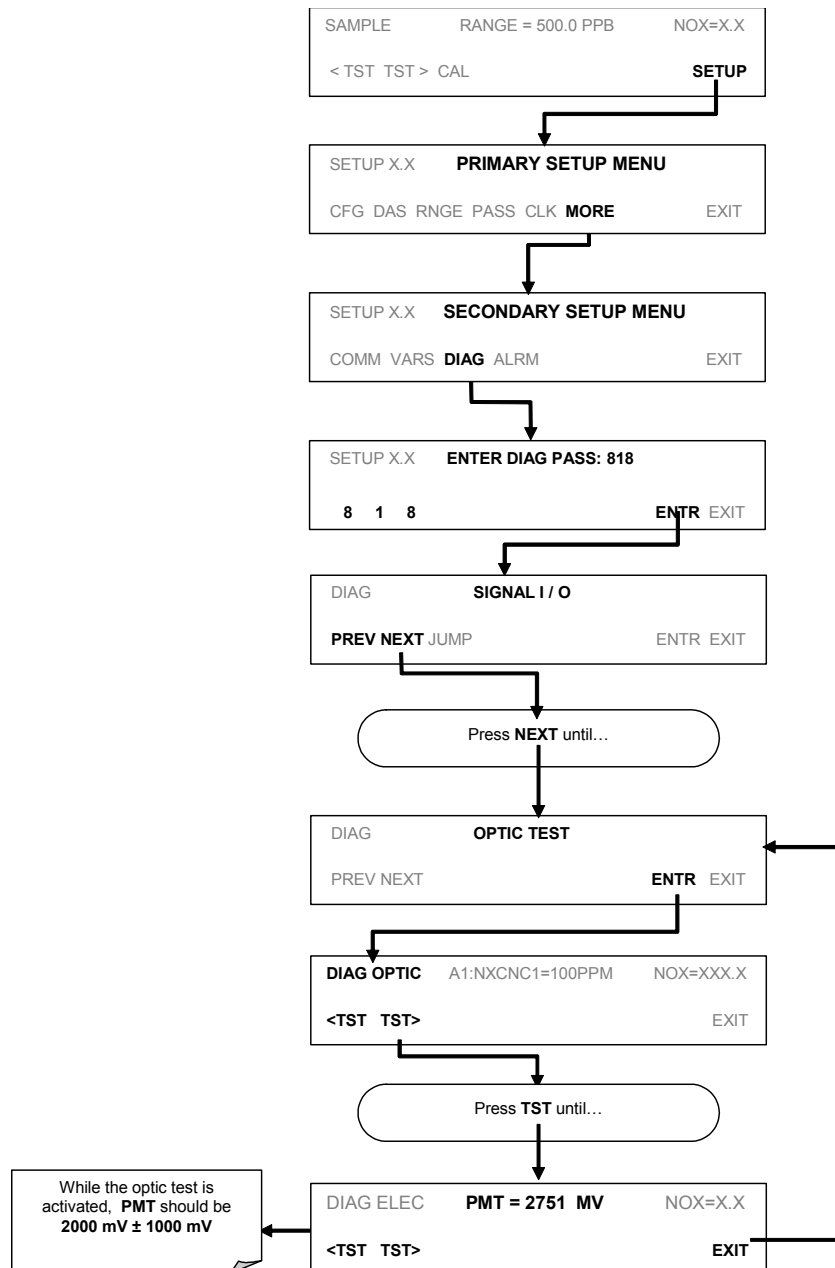 SAMPLE RANGE = 500.0 PPB NOX=X.X
< TST TST > CAL SETUP
SETUP X.X PRIMARY SETUP MENU
CFG DAS RNGE PASS CLK MORE EXIT
SETUP X.X SECONDARY SETUP MENU
COMM VARS DIAG ALRM EXIT
SETUP X.X ENTER DIAG PASS: 818
8 1 8 ENTR EXIT
DIAG SIGNAL I / O
PREV NEXT JUMP ENTR EXIT
Press NEXT until…
DIAG OPTIC TEST
PREV NEXT ENTR EXIT
DIAG OPTIC A1:NXCNC1=100PPM NOX=XXX.X
<TST TST> EXIT
Press TST until…
While the optic test is
activated, PMT should be
2000 mV ± 1000 mV
DIAG ELEC PMT = 2751 MV NOX=X.X
<TST TST> EXIT